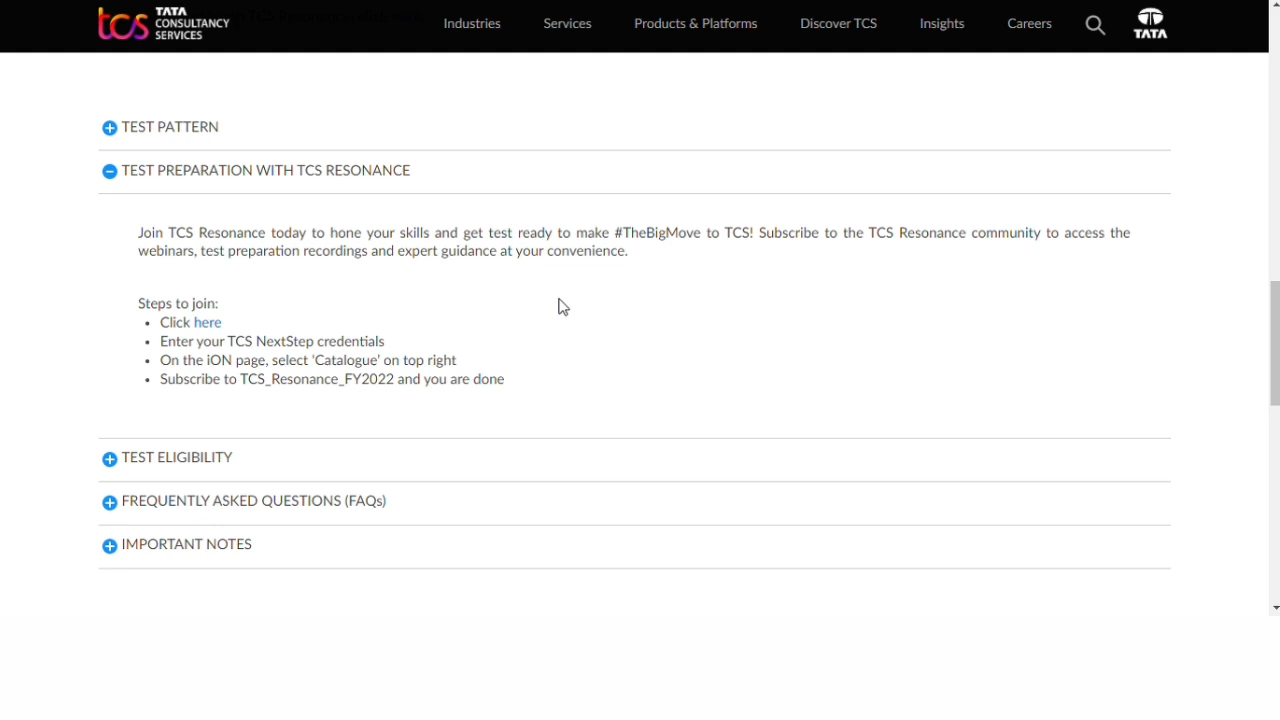 tcs TATA CONSULTANCY SERVICES
Industries Services Products & Platforms Discover TCS Insights Careers TATA
TEST PATTERN
TEST PREPARATION WITH TCS RESONANCE
Join TCS Resonance today to hone your skills and get test ready to make #TheBigMove to TCS! Subscribe to the TCS Resonance community to access the
webinars, test preparation recordings and expert guidance at your convenience.
Steps to join:
• Click here
• Enter your TCS NextStep credentials
• On the iON page, select ‘Catalogue’ on top right
• Subscribe to TCS_Resonance_FY2022 and you are done
TEST ELIGIBILITY
FREQUENTLY ASKED QUESTIONS (FAQs)
IMPORTANT NOTES